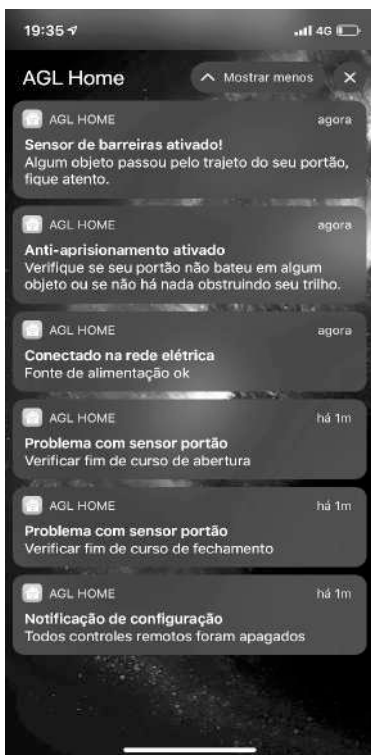 19:35
4G
AGL Home
Mostrar menos
AGL HOME
agora
Sensor de barreiras ativado!
Algum objeto passou pelo trajeto do seu portão,
fique atento.
AGL HOME
agora
Anti-aprisionamento ativado
Verifique se seu portão não bateu em algum
objeto ou se não há nada obstruindo seu trilho.
AGL HOME
agora
Conectado na rede elétrica
Fonte de alimentação ok
AGL HOME
há 1m
Problema com sensor portão
Verificar fim de curso de abertura
AGL HOME
há 1m
Problema com sensor portão
Verificar fim de curso de fechamento
AGL HOME
há 1m
Notificação de configuração
Todos controles remotos foram apagados